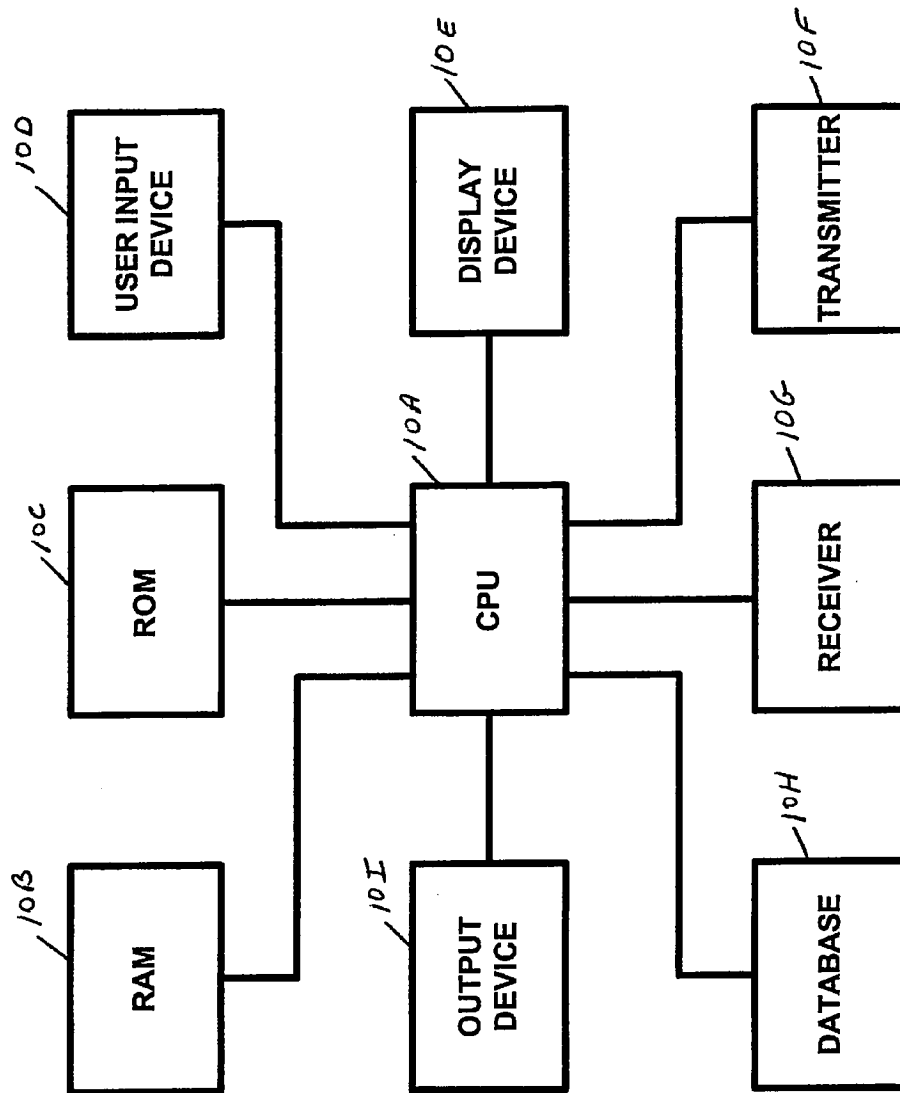 10B
RAM
10C
ROM
10D
USER INPUT
DEVICE
10I
OUTPUT
DEVICE
10A
CPU
10E
DISPLAY
DEVICE
10H
DATABASE
10G
RECEIVER
10F
TRANSMITTER